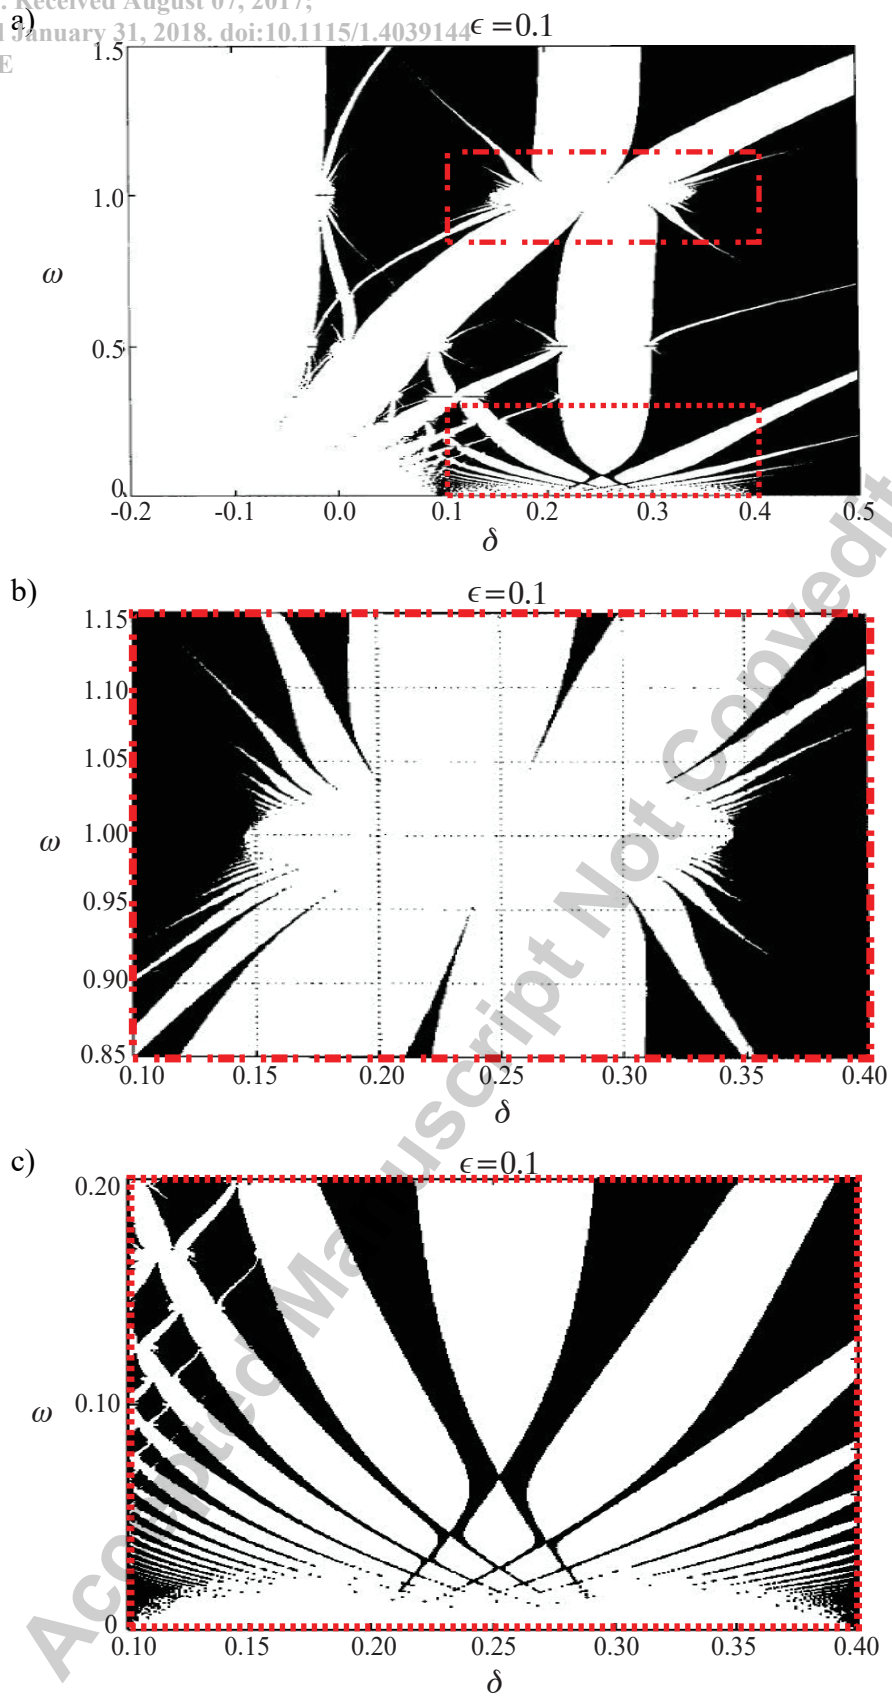 . Received August 07, 2017;
a) January 31, 2018. doi:10.1115/1.4039144
E
ϵ=0.1
1.5
1.0
ω
0.5
0
-0.2 -0.1 0.0 0.1 0.2 0.3 0.4 0.5
δ
b)
ϵ=0.1
1.15
1.10
1.05
1.00
ω
0.95
0.90
0.85
0.10 0.15 0.20 0.25 0.30 0.35 0.40
δ
c)
ϵ=0.1
0.20
0.10
ω
0
0.10 0.15 0.20 0.25 0.30 0.35 0.40
δ
Accepted Manuscript Not Copyedit